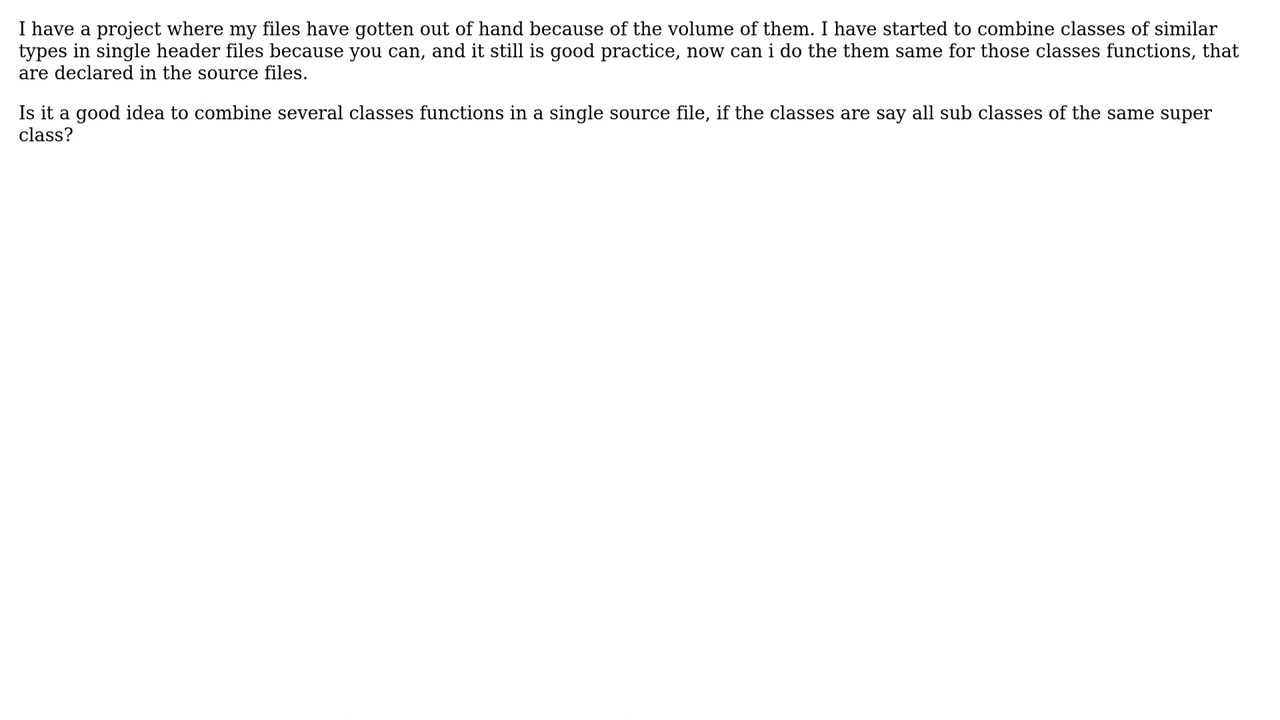 I have a project where my files have gotten out of hand because of the volume of them. I have started to combine classes of similar
types in single header files because you can, and it still is good practice, now can i do the them same for those classes functions, that
are declared in the source files.
Is it a good idea to combine several classes functions in a single source file, if the classes are say all sub classes of the same super
class?